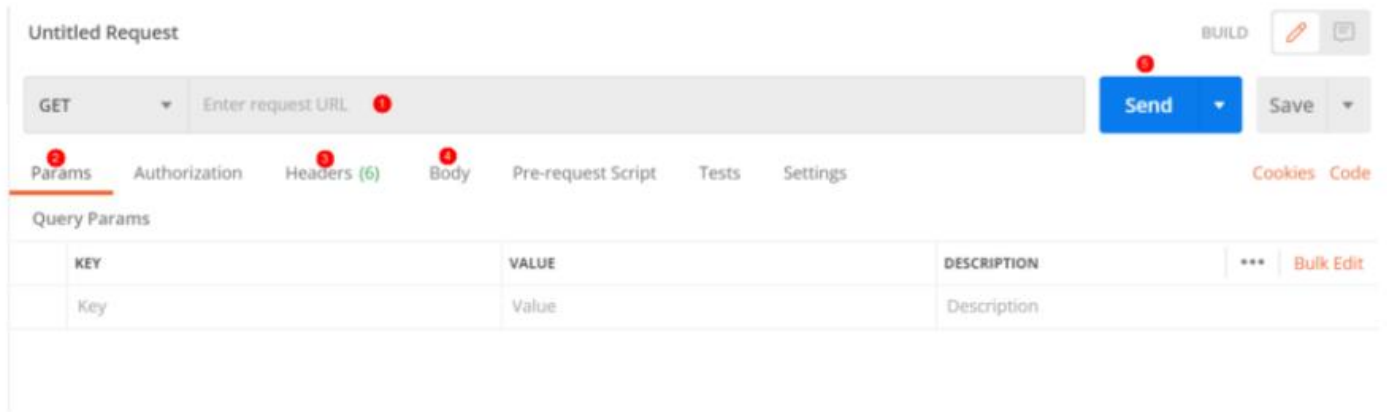 Untitled Request BUILD
5
GET Enter request URL 1 Send Save
2 3 4
Params Authorization Headers (6) Body Pre-request Script Tests Settings Cookies Code
Query Params
KEY VALUE DESCRIPTION ••• Bulk Edit
Key Value Description